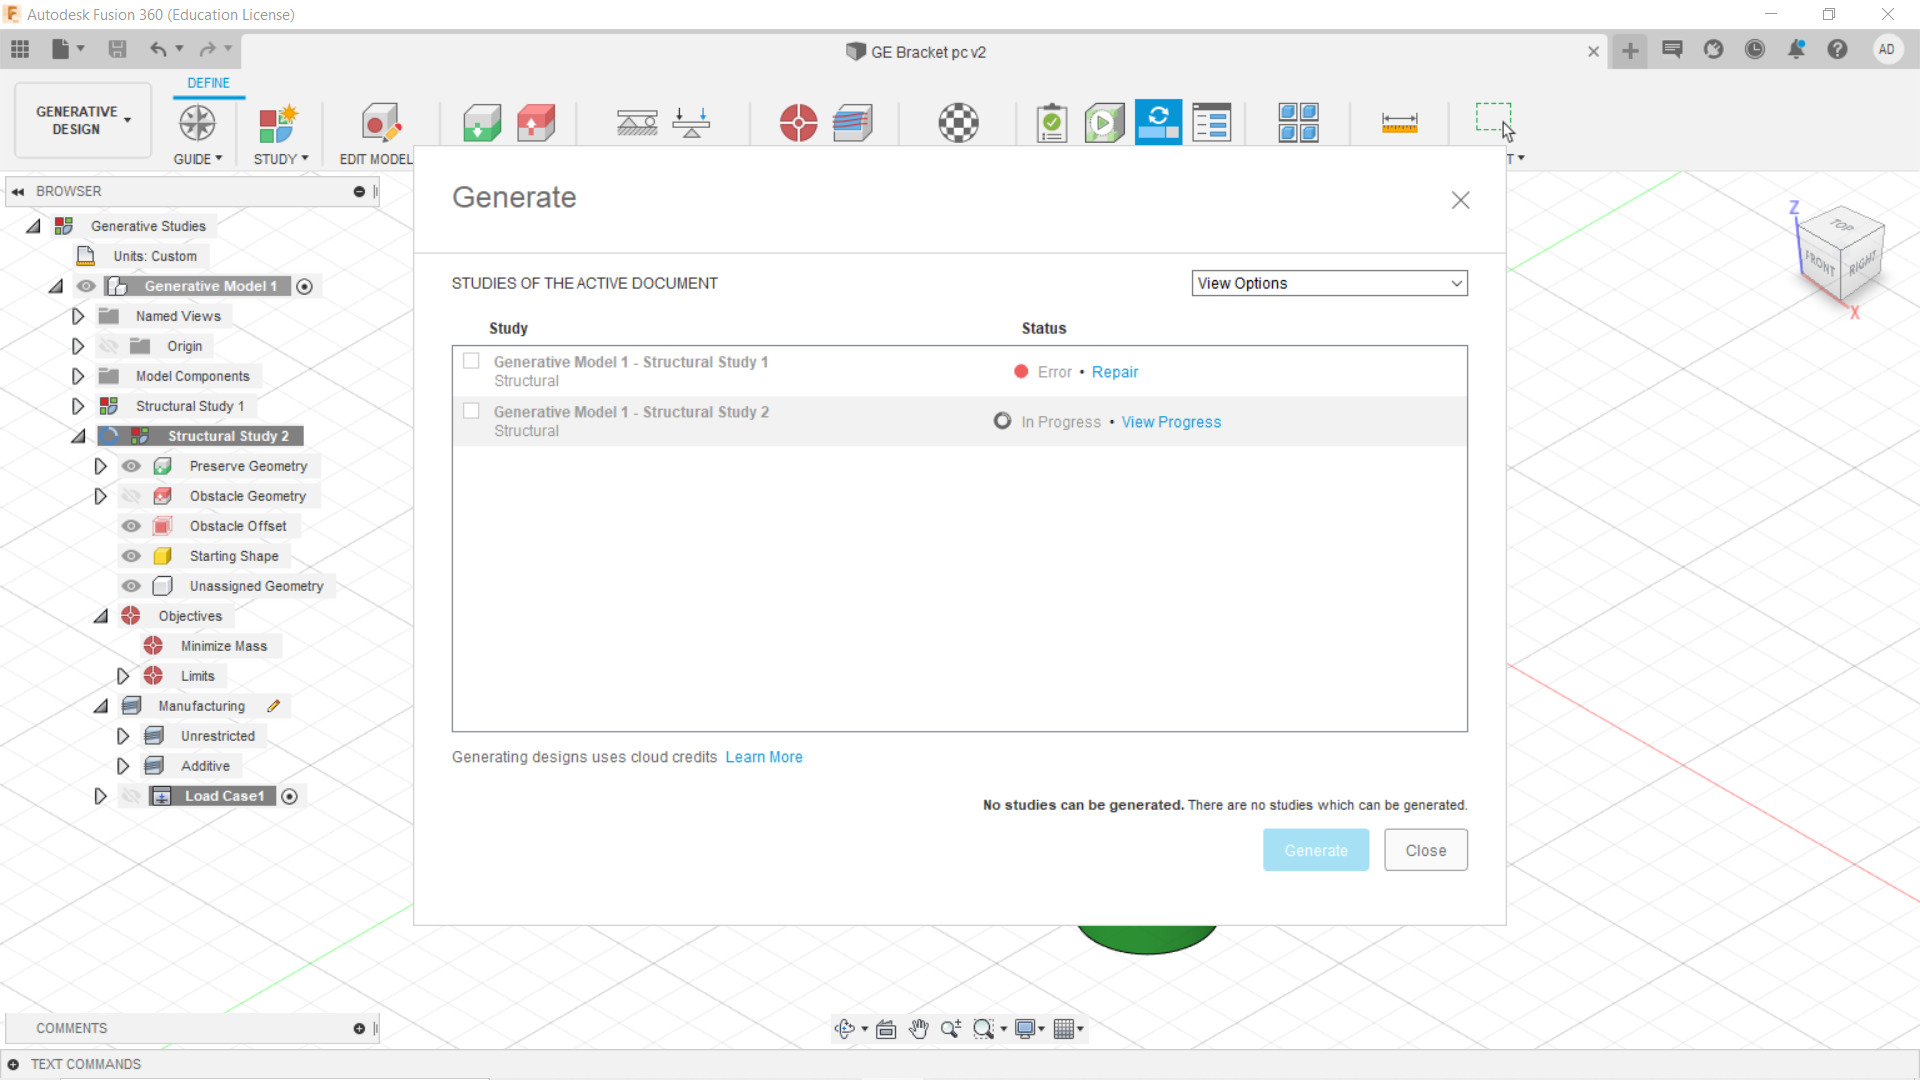 Autodesk Fusion 360 (Education License)
GE Bracket pc v2
AD
DEFINE
GENERATIVE
DESIGN
GUIDE
STUDY
EDIT MODEL
T
BROWSER
Generative Studies
Units: Custom
Generative Model 1
Named Views
Origin
Model Components
Structural Study 1
Structural Study 2
Preserve Geometry
Obstacle Geometry
Obstacle Offset
Starting Shape
Unassigned Geometry
Objectives
Minimize Mass
Limits
Manufacturing
Unrestricted
Additive
Load Case1
Generate
STUDIES OF THE ACTIVE DOCUMENT
View Options
Study Status
Generative Model 1 - Structural Study 1
Structural
Error • Repair
Generative Model 1 - Structural Study 2
Structural
In Progress • View Progress
Generating designs uses cloud credits Learn More
No studies can be generated. There are no studies which can be generated.
Generate
Close
Z
TOP
FRONT
RIGHT
X
COMMENTS
TEXT COMMANDS